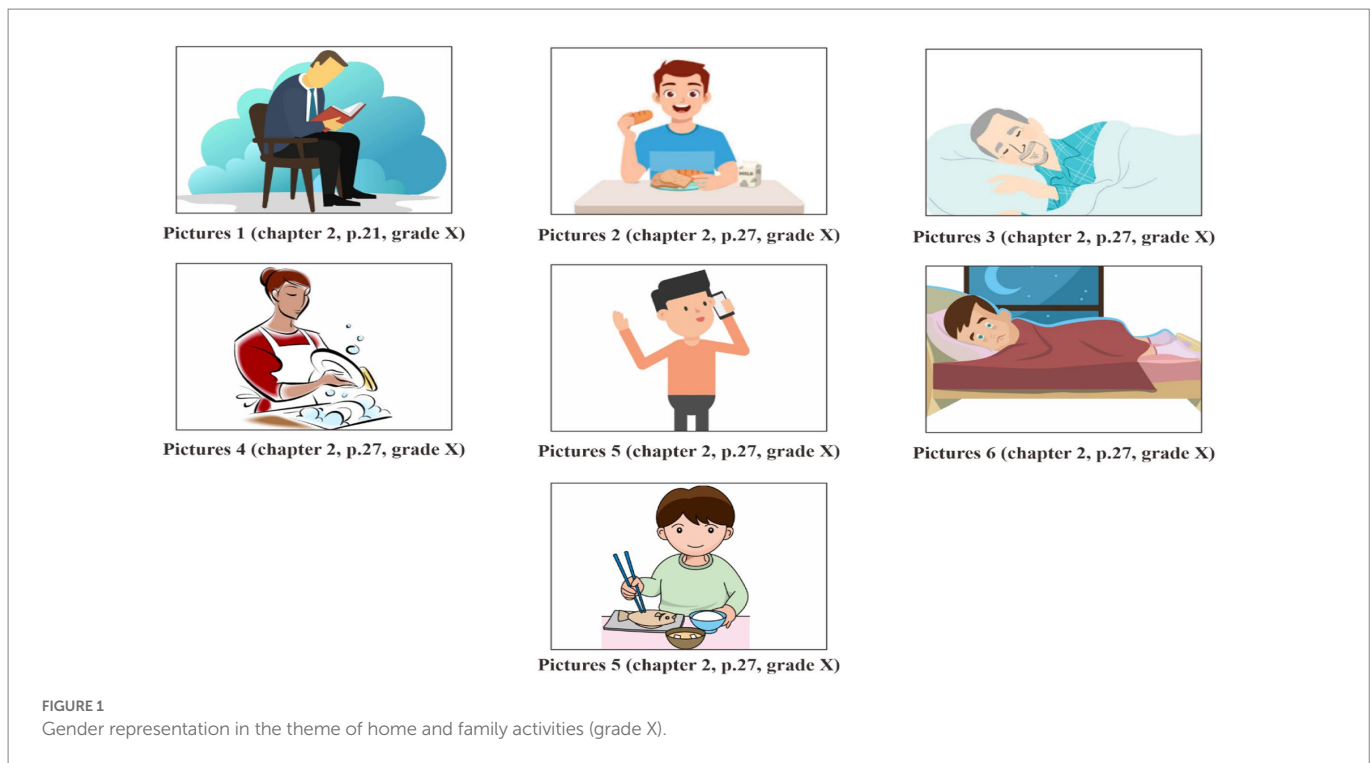 Pictures 1 (chapter 2, p.21, grade X)
Pictures 2 (chapter 2, p.27, grade X)
MILK
Pictures 3 (chapter 2, p.27, grade X)
Pictures 4 (chapter 2, p.27, grade X)
Pictures 5 (chapter 2, p.27, grade X)
Pictures 6 (chapter 2, p.27, grade X)
Pictures 5 (chapter 2, p.27, grade X)
FIGURE 1
Gender representation in the theme of home and family activities (grade X).